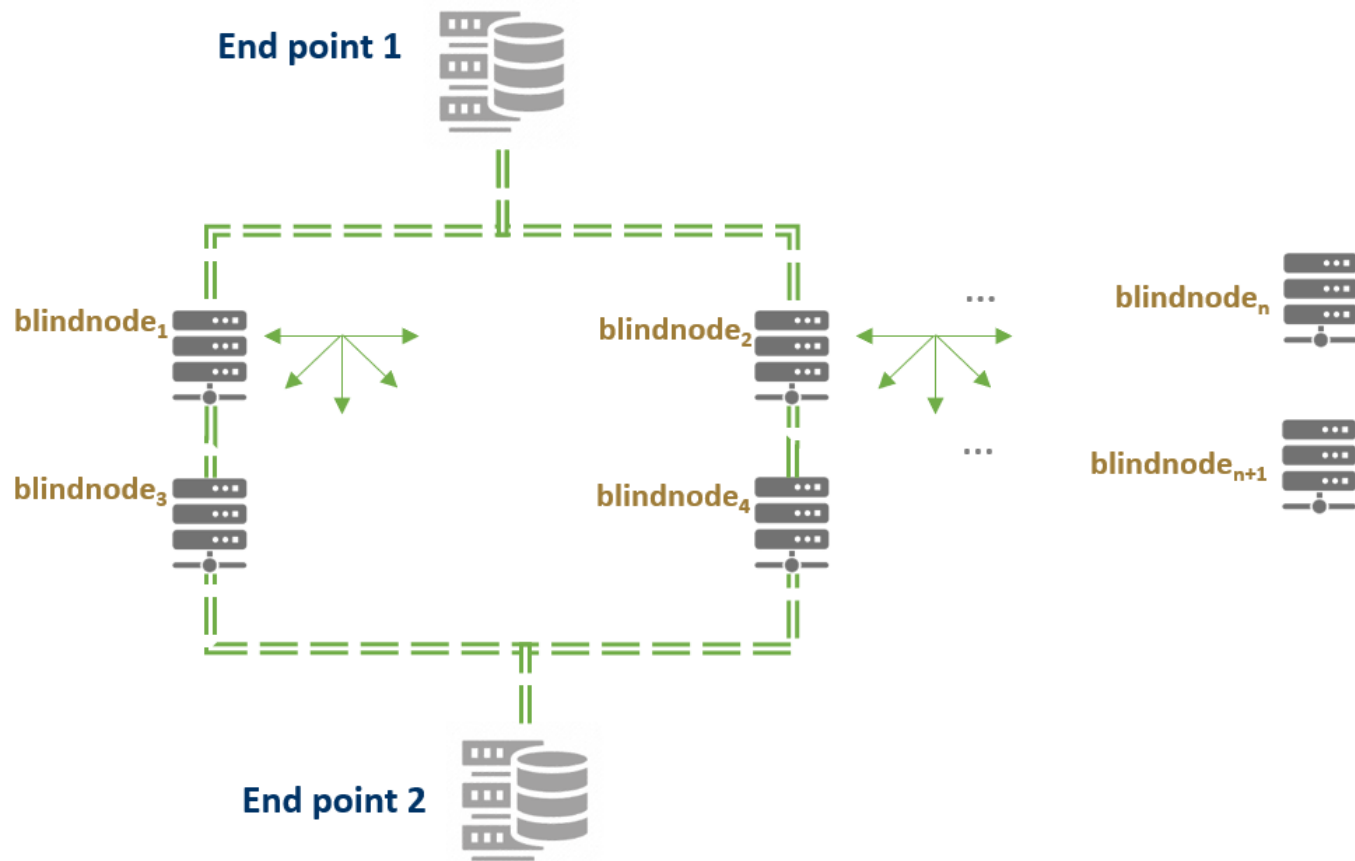 End point 1
blindnode₁
blindnode₂
...
blindnodeₙ
blindnode₃
blindnode₄
...
blindnodeₙ₊₁
End point 2